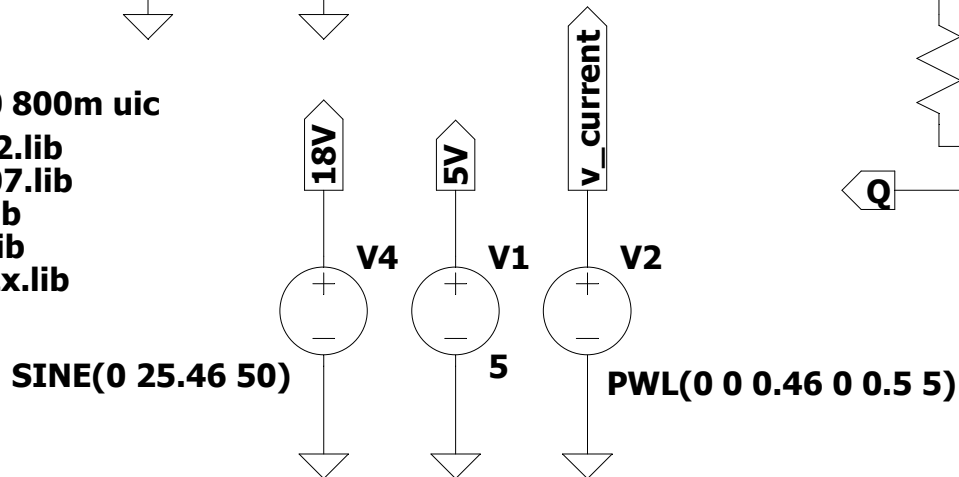 0 800m uic
2.lib
07.lib
b
ib
x.lib
18V
5V
v_current
Q
V4
V1
V2
SINE(0 25.46 50)
5
PWL(0 0 0.46 0 0.5 5)